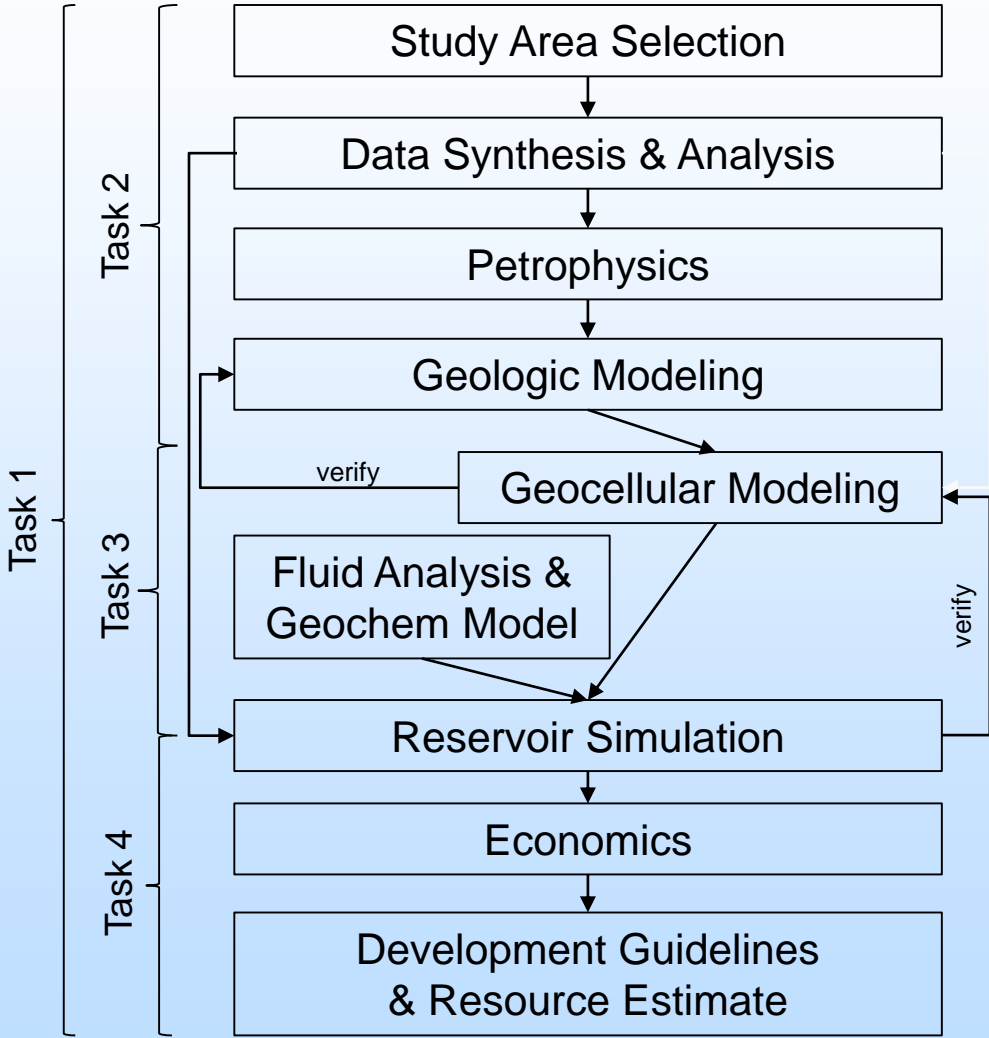 Study Area Selection
Data Synthesis & Analysis
Task 2
Petrophysics
Geologic Modeling
verify
Geocellular Modeling
Task 1
Task 3
Fluid Analysis &
Geochem Model
verify
Reservoir Simulation
Economics
Task 4
Development Guidelines
& Resource Estimate